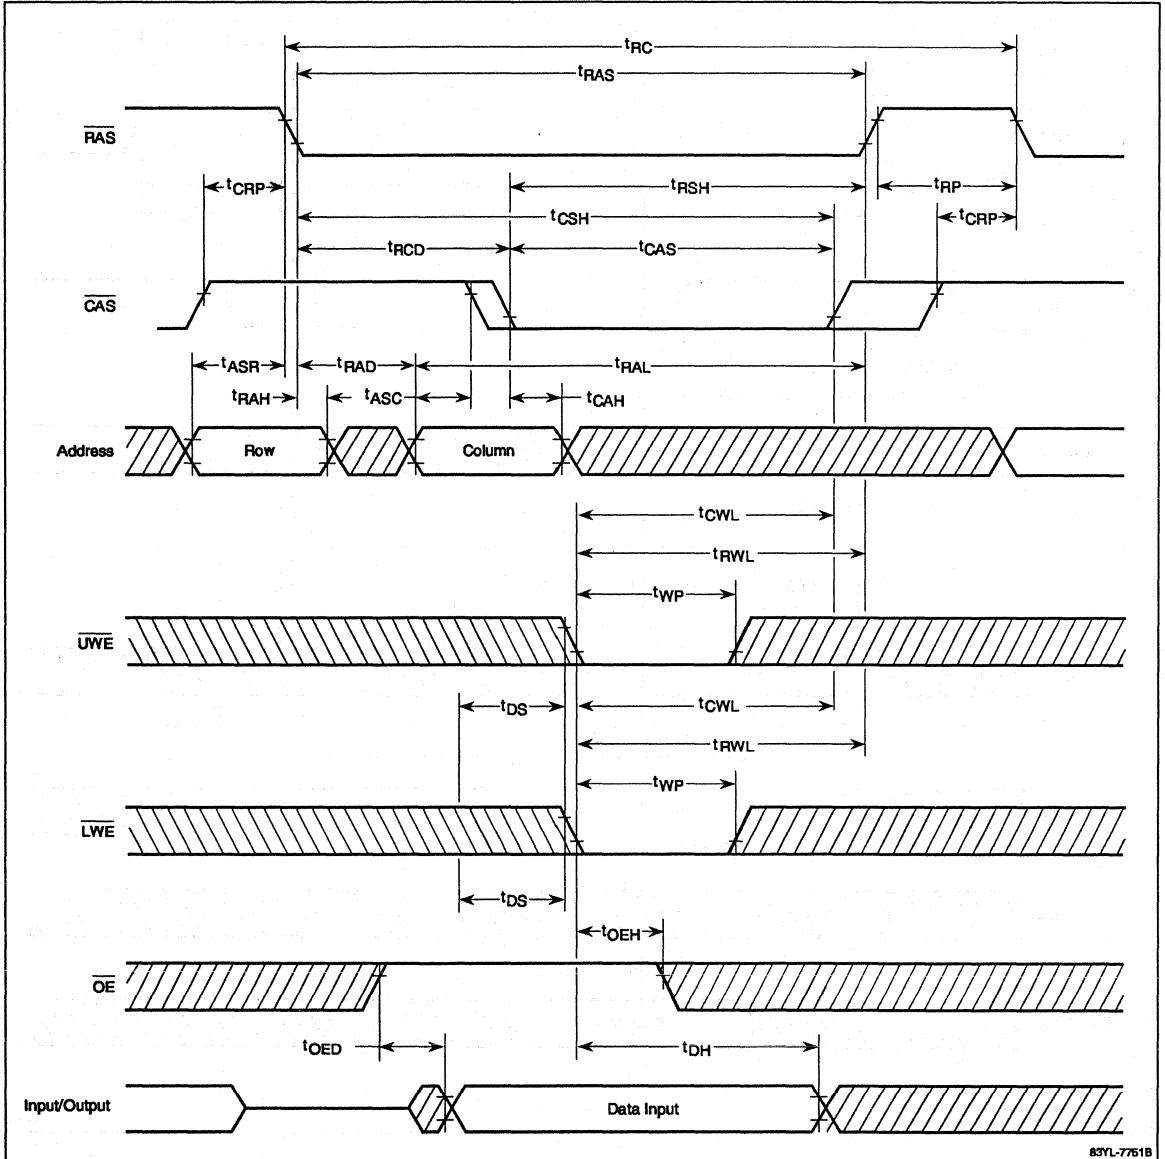 tRC
tRAS
RAS
tCRP
tRSH
tRP
tCSH
tCRP
tRCD
tCAS
CAS
tASR
tRAD
tRAL
tRAH
tASC
tCAH
Address
Row
Column
tCWL
tRWL
tWP
UWE
tDS
tCWL
tRWL
tWP
LWE
tDS
tOEH
OE
tOED
tDH
Input/Output
Data Input
83YL-7751B